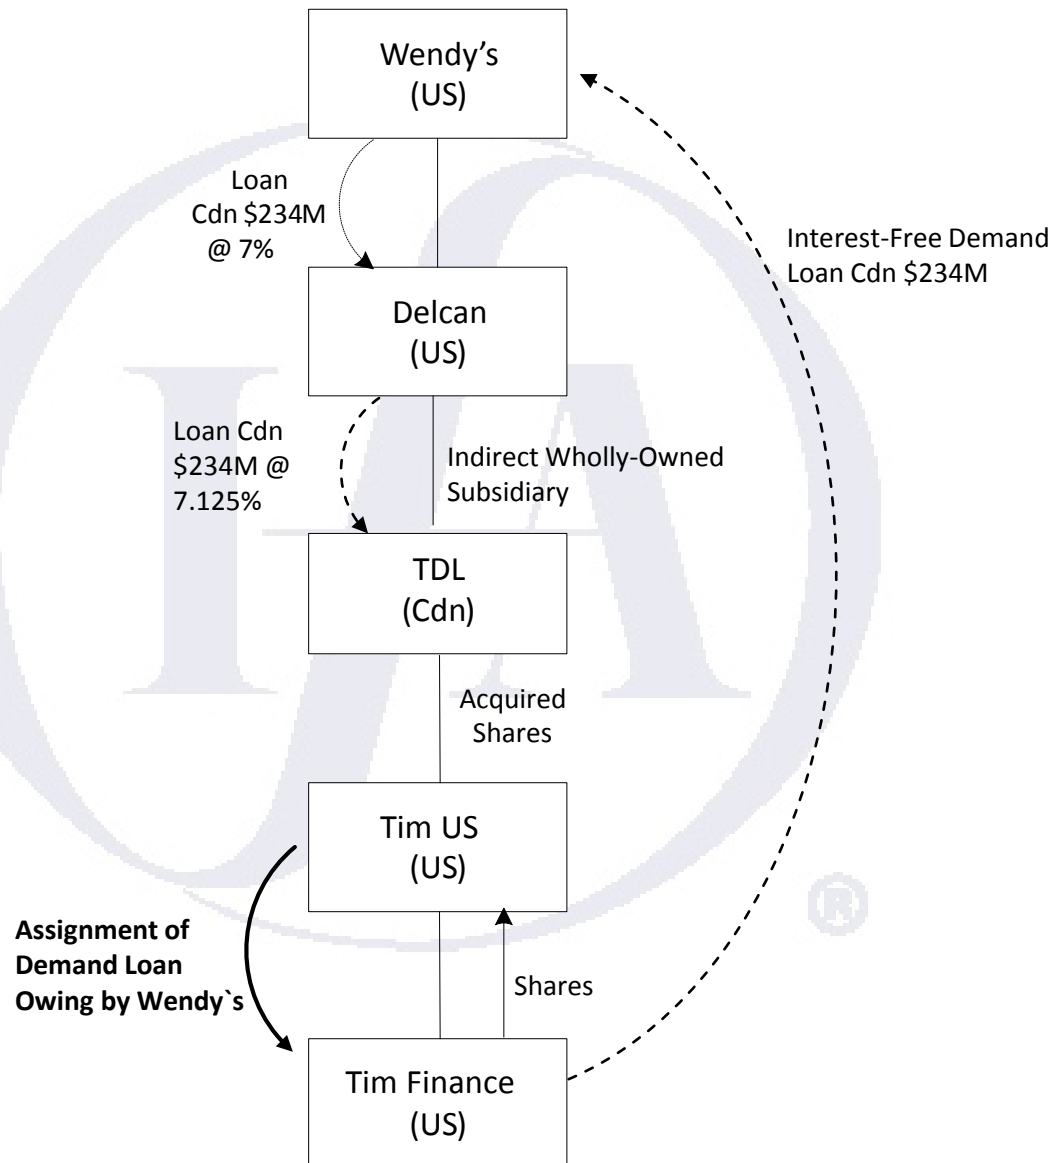 Wendy's
(US)
Loan
Cdn $234M
@ 7%
Interest-Free Demand
Loan Cdn $234M
Delcan
(US)
Loan Cdn
$234M @
7.125%
Indirect Wholly-Owned
Subsidiary
TDL
(Cdn)
Acquired
Shares
Tim US
(US)
Assignment of
Demand Loan
Owing by Wendy`s
Shares
Tim Finance
(US)
IFA
®